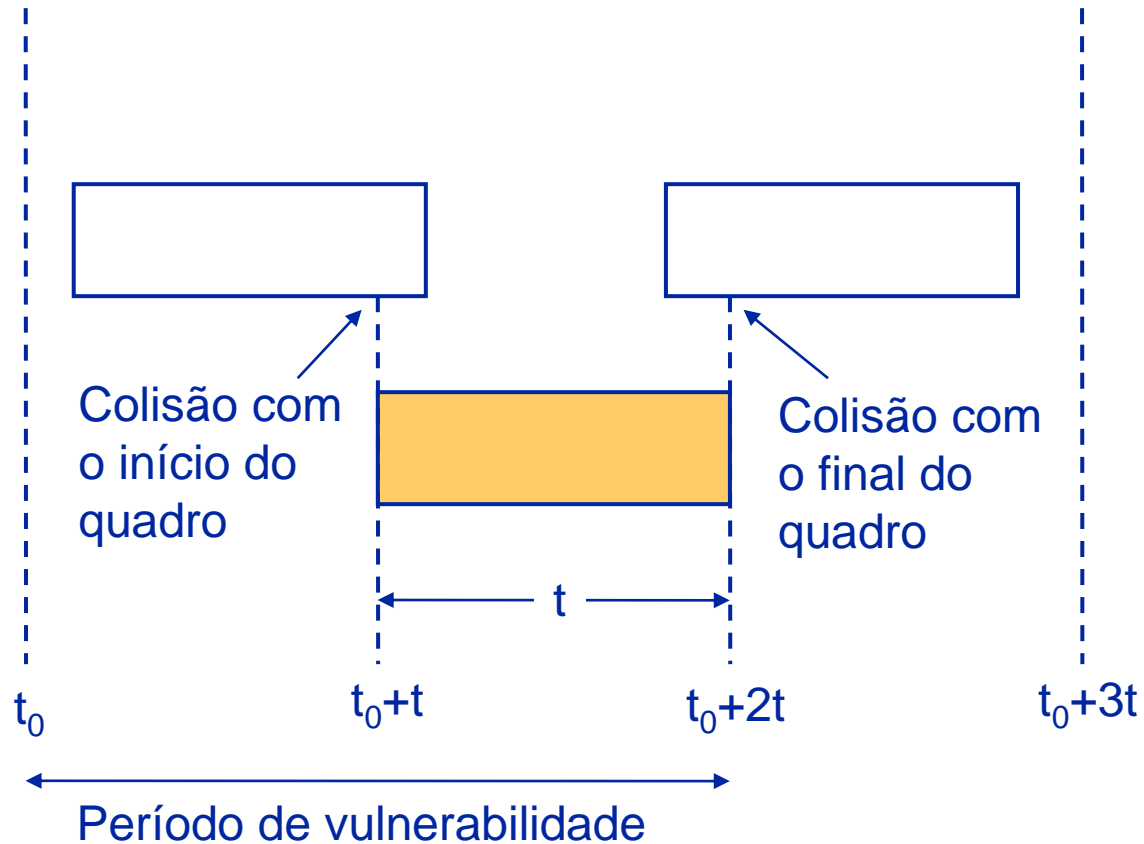 Colisão com
o início do
quadro
Colisão com
o final do
quadro
t
t₀
t₀+t
t₀+2t
t₀+3t
Período de vulnerabilidade